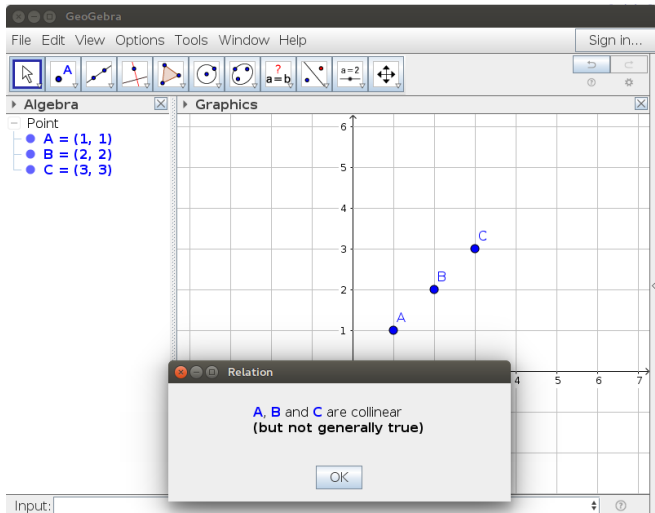 GeoGebra
File Edit View Options Tools Window Help
Sign in...
A
?
a=b
a=2
Algebra
Graphics
Point
A = (1, 1)
B = (2, 2)
C = (3, 3)
6
5
4
3
2
1
C
B
A
4 5 6 7
Relation
A, B and C are collinear
(but not generally true)
OK
Input: